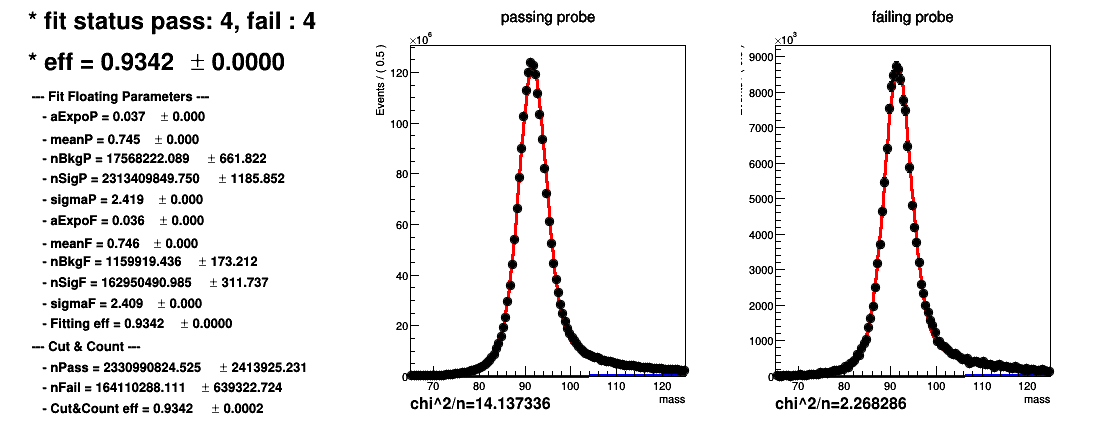 * fit status pass: 4, fail : 4
* eff = 0.9342 ± 0.0000
--- Fit Floating Parameters ---
- aExpoP = 0.037 ± 0.000
- meanP = 0.745 ± 0.000
- nBkgP = 17568222.089 ± 661.822
- nSigP = 2313409849.750 ± 1185.852
- sigmaP = 2.419 ± 0.000
- aExpoF = 0.036 ± 0.000
- meanF = 0.746 ± 0.000
- nBkgF = 1159919.436 ± 173.212
- nSigF = 162950490.985 ± 311.737
- sigmaF = 2.409 ± 0.000
- Fitting eff = 0.9342 ± 0.0000
--- Cut & Count ---
- nPass = 2330990824.525 ± 2413925.231
- nFail = 164110288.111 ± 639322.724
- Cut&Count eff = 0.9342 ± 0.0002
passing probe
×10⁶
Events / ( 0.5 )
120
100
80
60
40
20
0
70 80 90 100 110 120
mass
chi^2/n=14.137336
failing probe
×10³
9000
8000
7000
6000
5000
4000
3000
2000
1000
0
70 80 90 100 110 120
mass
chi^2/n=2.268286